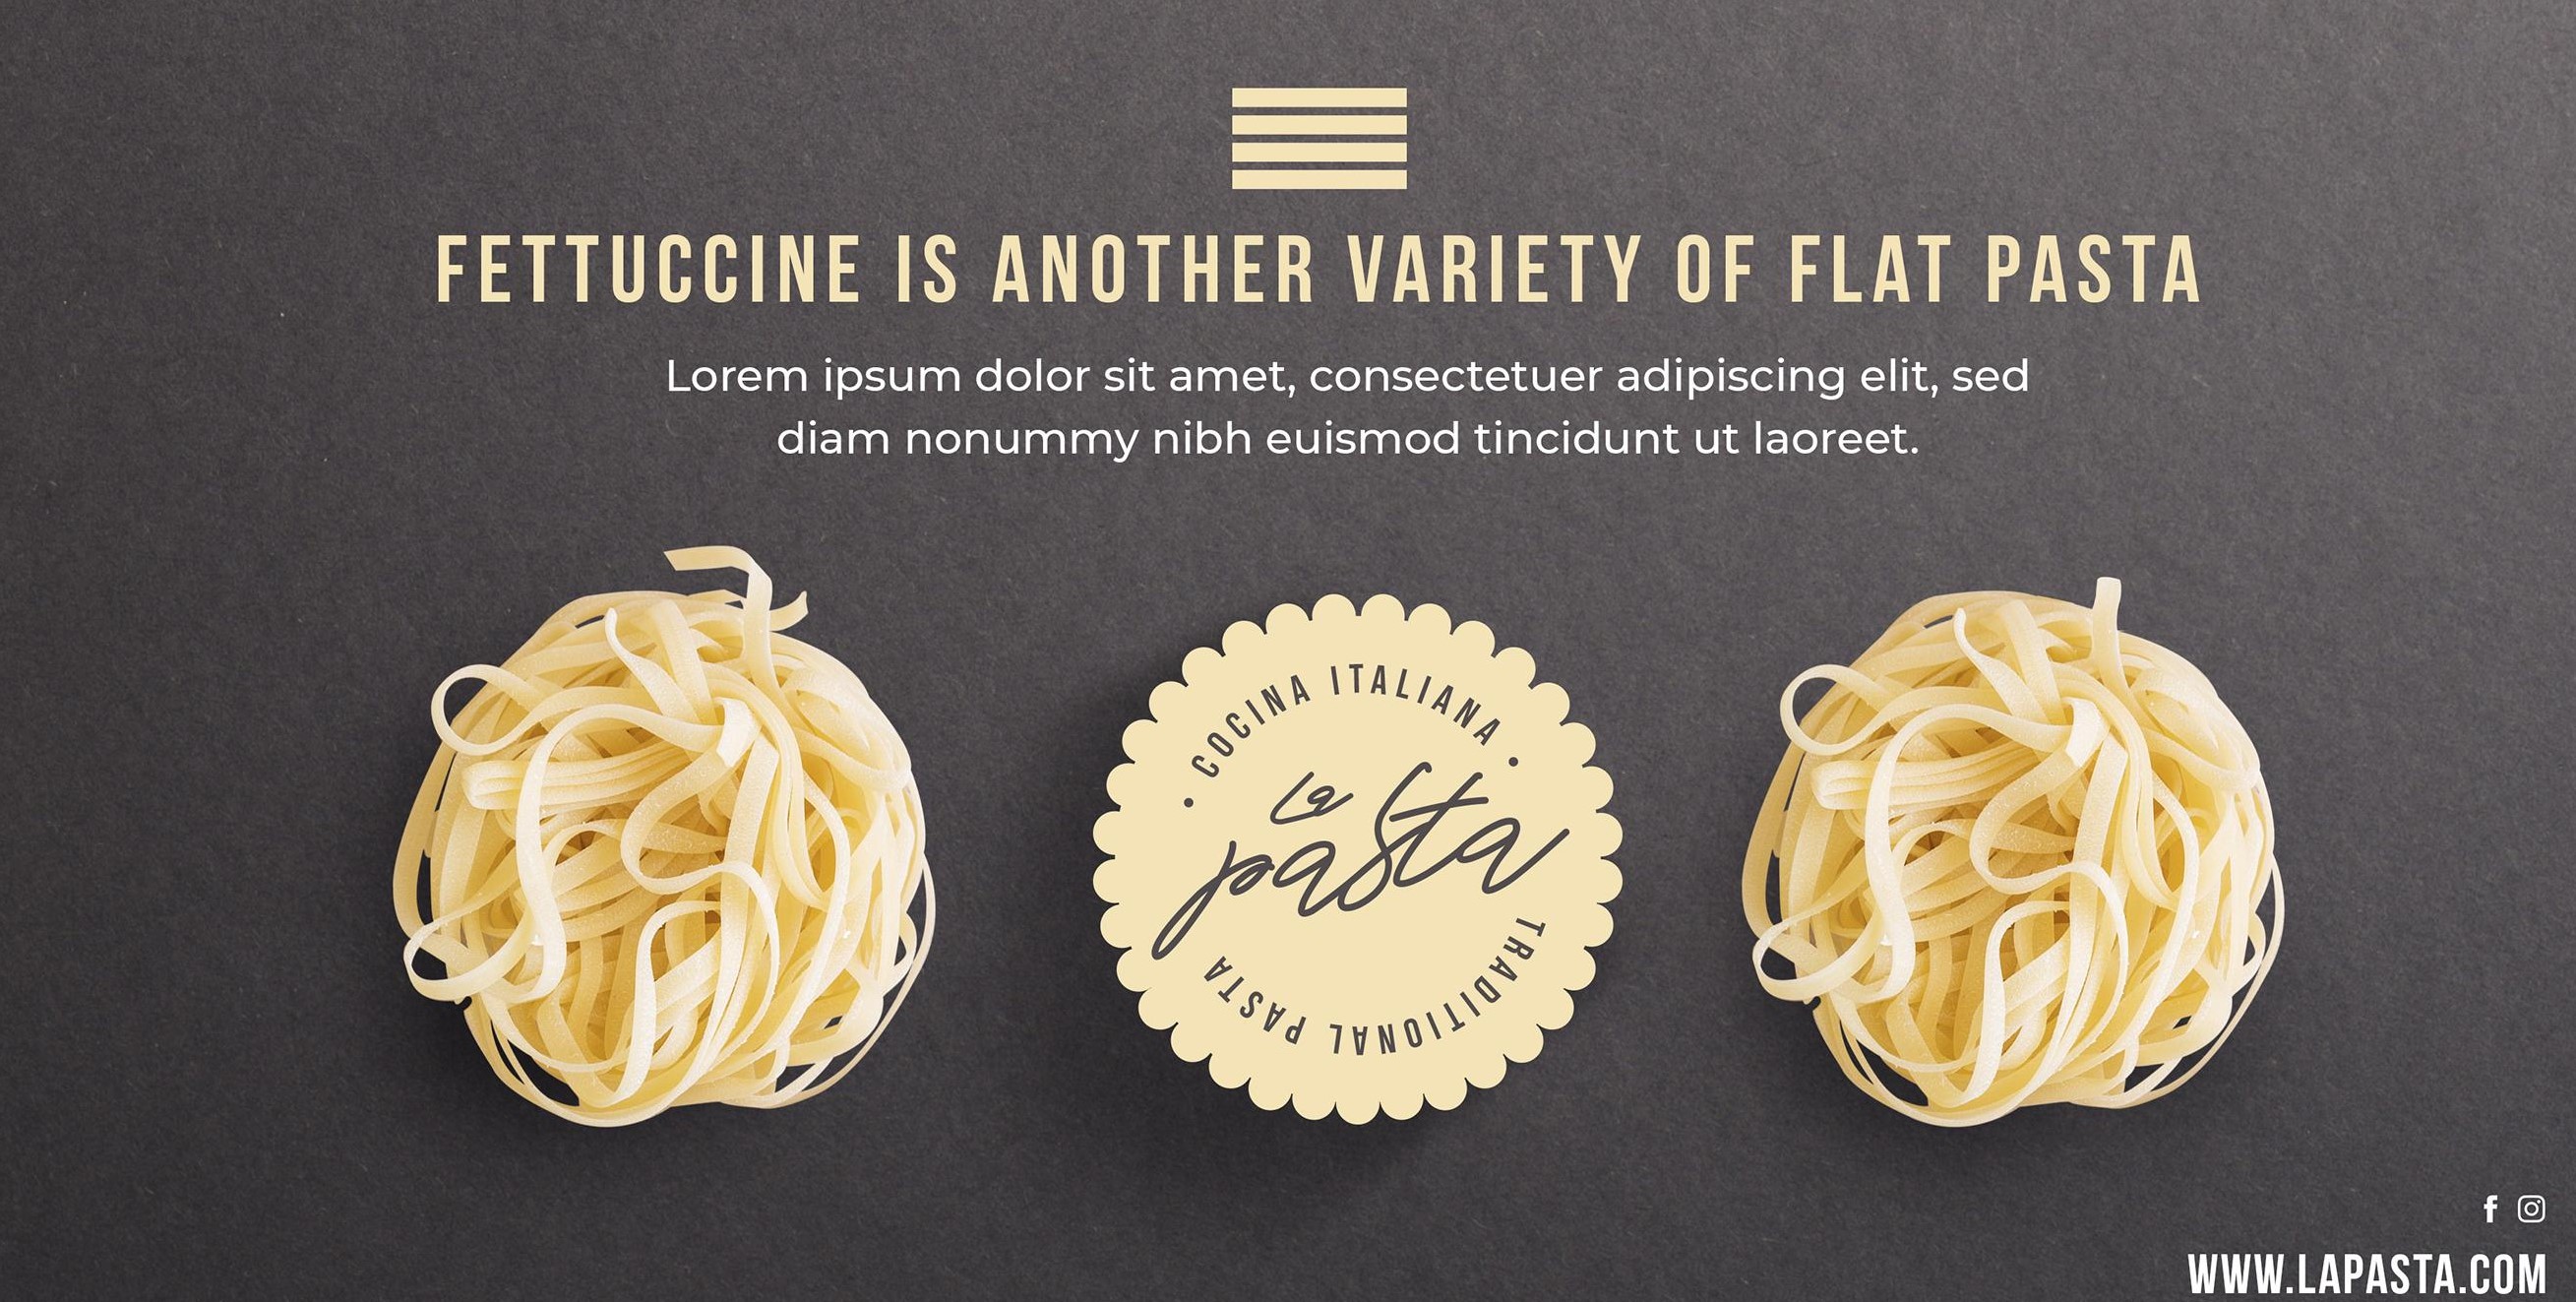 FETTUCCINE IS ANOTHER VARIETY OF FLAT PASTA
Lorem ipsum dolor sit amet, consectetuer adipiscing elit, sed
diam nonummy nibh euismod tincidunt ut laoreet.
COCINA ITALIANA
La
pasta
TRADITIONAL PASTA
WWW.LAPASTA.COM